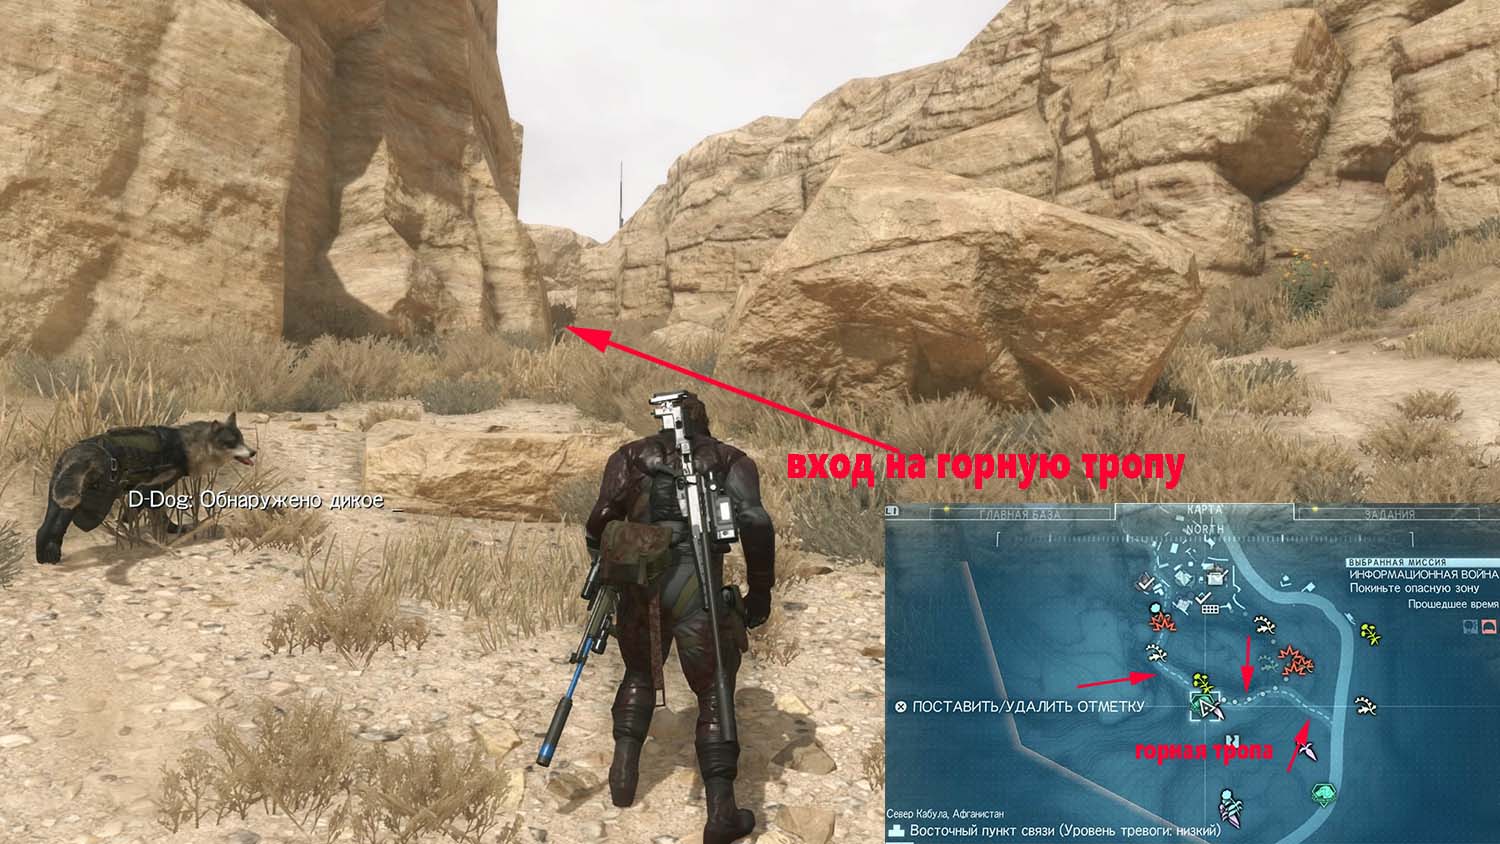 D-Dog: Обнаружено дикое _
вход на горную тропу
L1
ГЛАВНАЯ БАЗА
КАРТА
ЗАДАНИЯ
NORTH
ВЫБРАННАЯ МИССИЯ
ИНФОРМАЦИОННАЯ ВОЙНА
Покиньте опасную зону
Прошедшее время
ПОСТАВИТЬ/УДАЛИТЬ ОТМЕТКУ
горная тропа
Север Кабула, Афганистан
Восточный пункт связи (Уровень тревоги: низкий)